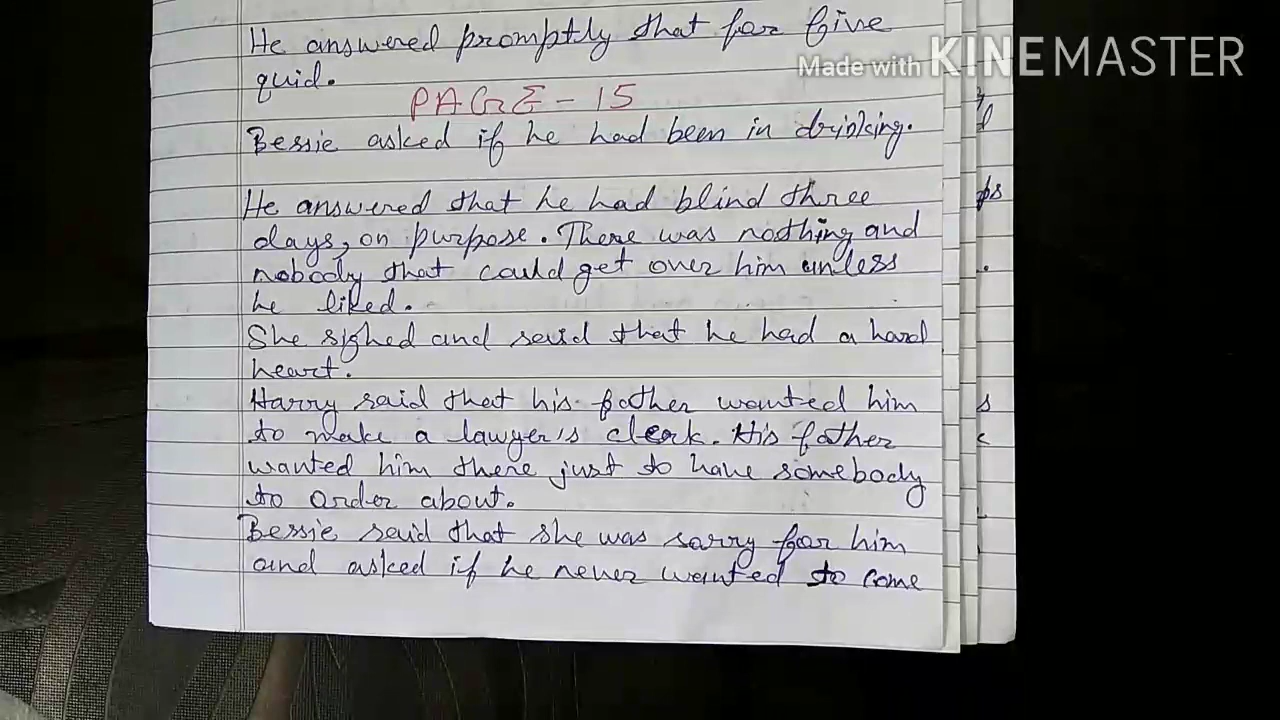 He answered promptly that for five
quid.
Made with KINEMASTER
PAGE - 15
Bessie asked if he had been in drinking.
He answered that he had blind three
days, on purpose. There was nothing and
nobody that could get over him unless
he liked.
She sighed and said that he had a hard
heart.
Harry said that his father wanted him
to make a lawyer's clerk. His father
wanted him there just to have somebody
to order about.
Bessie said that she was sorry for him
and asked if he never wanted to come